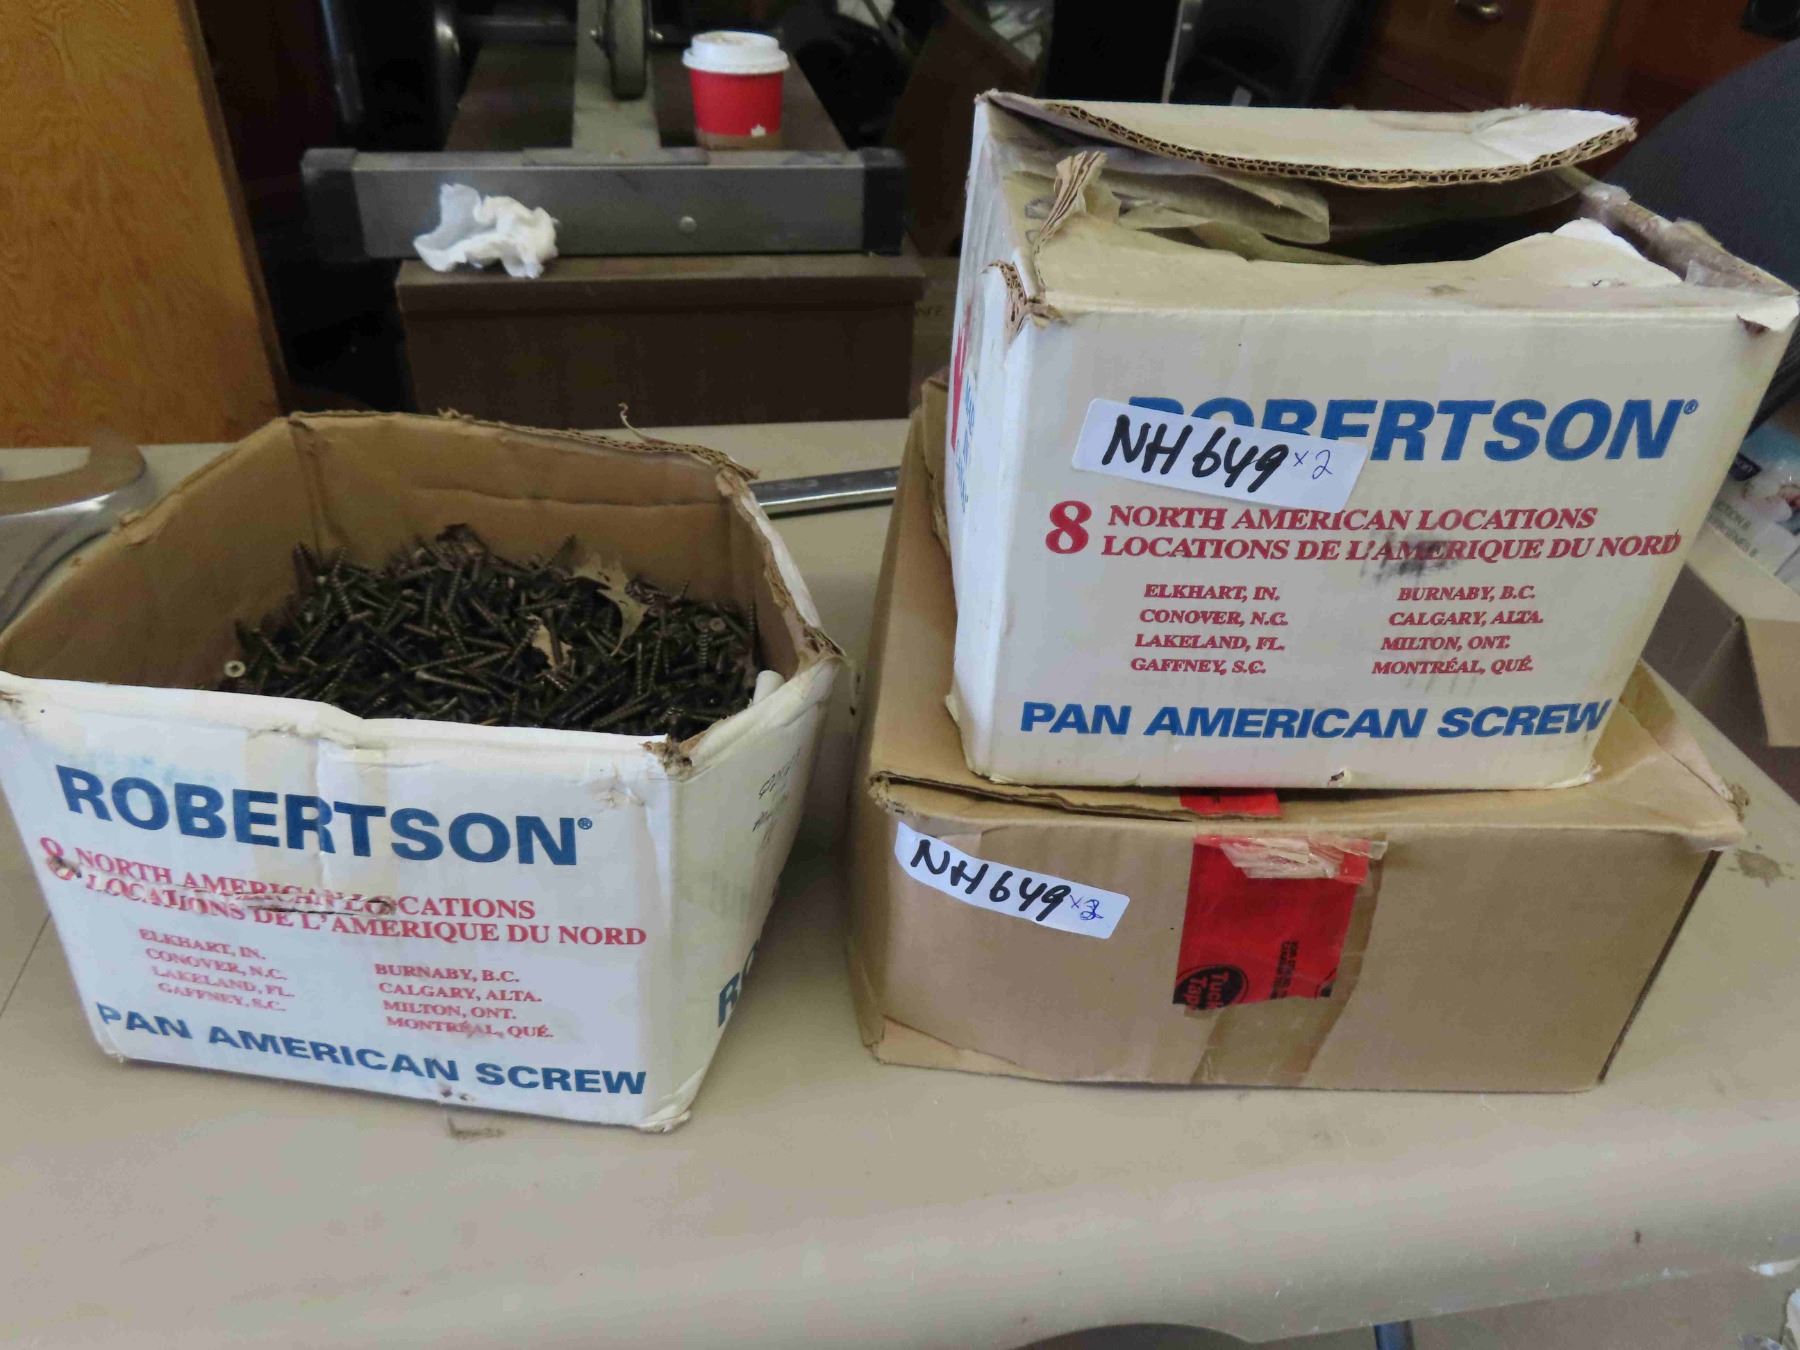 ROBERTSON®
8 NORTH AMERICAN LOCATIONS
LOCATIONS DE L'AMERIQUE DU NORD
ELKHART, IN.
CONOVER, N.C.
LAKELAND, FL.
GAFFNEY, S.C.
BURNABY, B.C.
CALGARY, ALTA.
MILTON, ONT.
MONTRÉAL, QUÉ.
PAN AMERICAN SCREW
ROBERTSON®
NH649 x2
8 NORTH AMERICAN LOCATIONS
LOCATIONS DE L'AMERIQUE DU NORD
ELKHART, IN.
CONOVER, N.C.
LAKELAND, FL.
GAFFNEY, S.C.
BURNABY, B.C.
CALGARY, ALTA.
MILTON, ONT.
MONTRÉAL, QUÉ.
PAN AMERICAN SCREW
NH649
Tuck
Tape